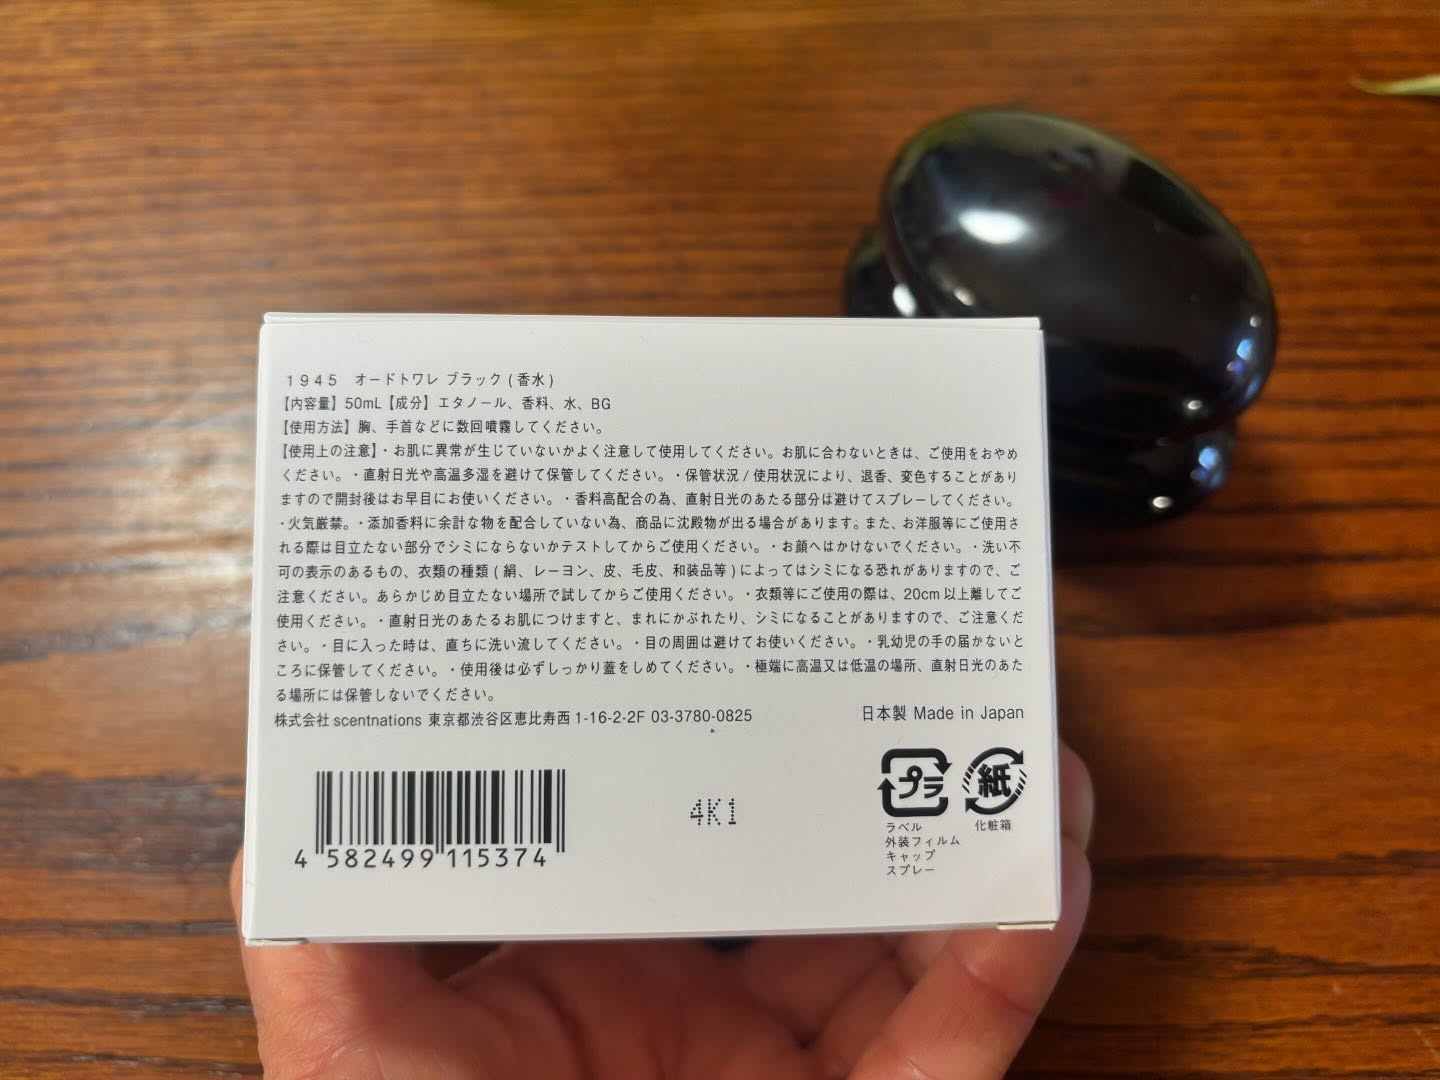 1945 オードトワレ ブラック (香水)
【内容量】50mL【成分】エタノール、香料、水、BG
【使用方法】胸、手首などに数回噴霧してください。
【使用上の注意】・お肌に異常が生じていないかよく注意して使用してください。お肌に合わないときは、ご使用をおやめ
ください。・直射日光や高温多湿を避けて保管してください。・保管状況/使用状況により、退香、変色することがあり
ますので開封後はお早目にお使いください。・香料高配合の為、直射日光のあたる部分は避けてスプレーしてください。
・火気厳禁。・添加香料に余計な物を配合していない為、商品に沈殿物が出る場合があります。また、お洋服等にご使用さ
れる際は目立たない部分でシミにならないかテストしてからご使用ください。・お顔へはかけないでください。・洗い不
可の表示のあるもの、衣類の種類(絹、レーヨン、皮、毛皮、和装品等)によってはシミになる恐れがありますので、ご
注意ください。あらかじめ目立たない場所で試してからご使用ください。・衣類等にご使用の際は、20cm以上離してご
使用ください。・直射日光のあたるお肌につけますと、まれにかぶれたり、シミになることがありますので、ご注意くだ
さい。・目に入った時は、直ちに洗い流してください。・目の周囲は避けてお使いください。・乳幼児の手の届かないと
ころに保管してください。・使用後は必ずしっかり蓋をしめてください。・極端に高温又は低温の場所、直射日光のあた
る場所には保管しないでください。
株式会社 scentnations 東京都渋谷区恵比寿西 1-16-2-2F 03-3780-0825
日本製 Made in Japan
プラ
紙
ラベル
外装フィルム
キャップ
スプレー
化粧箱
4K1
4 582499 115374